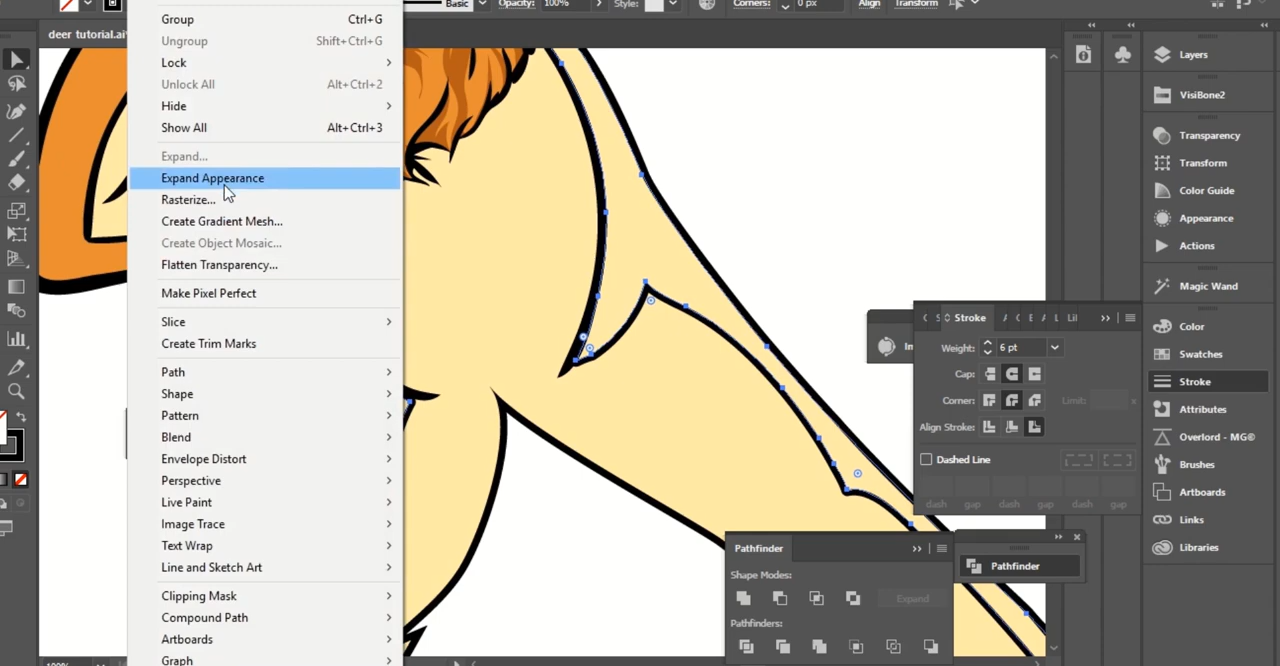 Basic
Opacity: 100%
Style:
Corners: 0 px
Align
Transform
deer tutorial.ai
Group Ctrl+G
Ungroup Shift+Ctrl+G
Lock
Unlock All Alt+Ctrl+2
Hide
Show All Alt+Ctrl+3
Expand...
Expand Appearance
Rasterize...
Create Gradient Mesh...
Create Object Mosaic...
Flatten Transparency...
Make Pixel Perfect
Slice
Create Trim Marks
Path
Shape
Pattern
Blend
Envelope Distort
Perspective
Live Paint
Image Trace
Text Wrap
Line and Sketch Art
Clipping Mask
Compound Path
Artboards
Graph
Stroke
Weight: 6 pt
Cap:
Corner: Limit:
Align Stroke:
Dashed Line
dash gap dash gap dash gap
Pathfinder
Shape Modes:
Expand
Pathfinders:
Pathfinder
Layers
VisiBone2
Transparency
Transform
Color Guide
Appearance
Actions
Magic Wand
Color
Swatches
Stroke
Attributes
Overlord - MG®
Brushes
Artboards
Links
Libraries